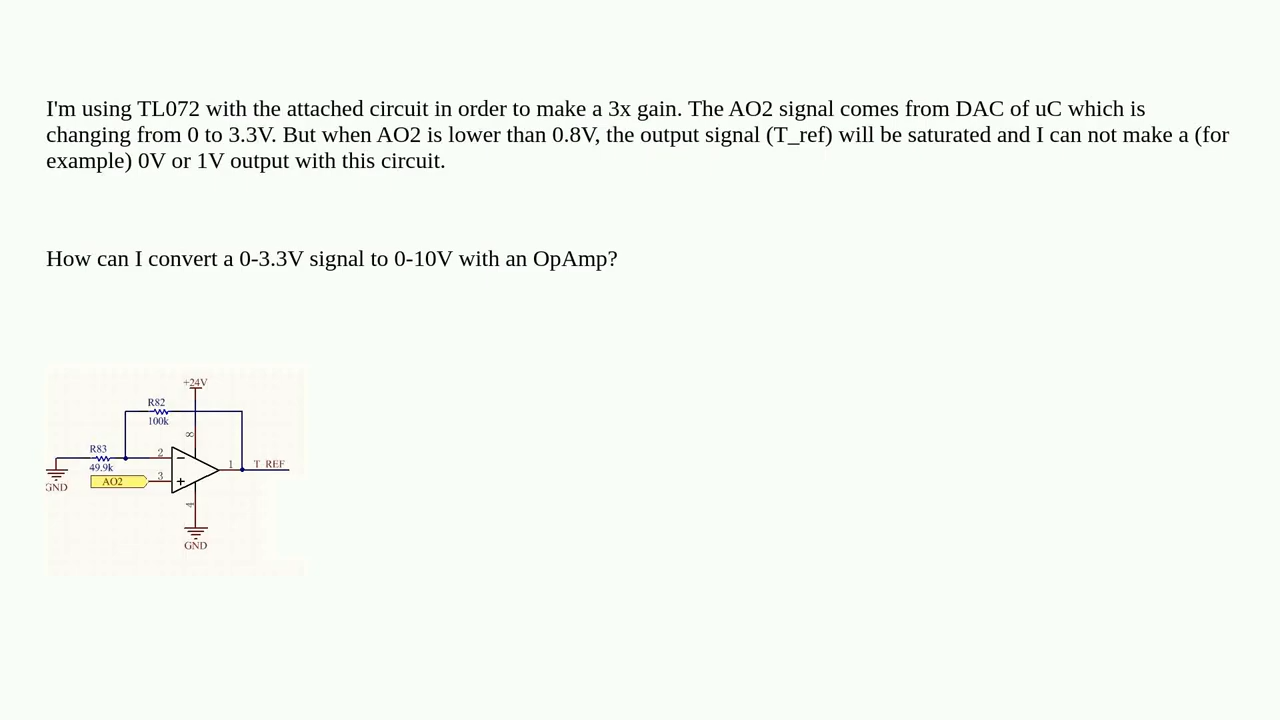 I'm using TL072 with the attached circuit in order to make a 3x gain. The AO2 signal comes from DAC of uC which is
changing from 0 to 3.3V. But when AO2 is lower than 0.8V, the output signal (T_ref) will be saturated and I can not make a (for
example) 0V or 1V output with this circuit.
How can I convert a 0-3.3V signal to 0-10V with an OpAmp?
+24V
R82
100k
8
R83
2
49.9k
1
T_REF
3
AO2
GND
4
GND